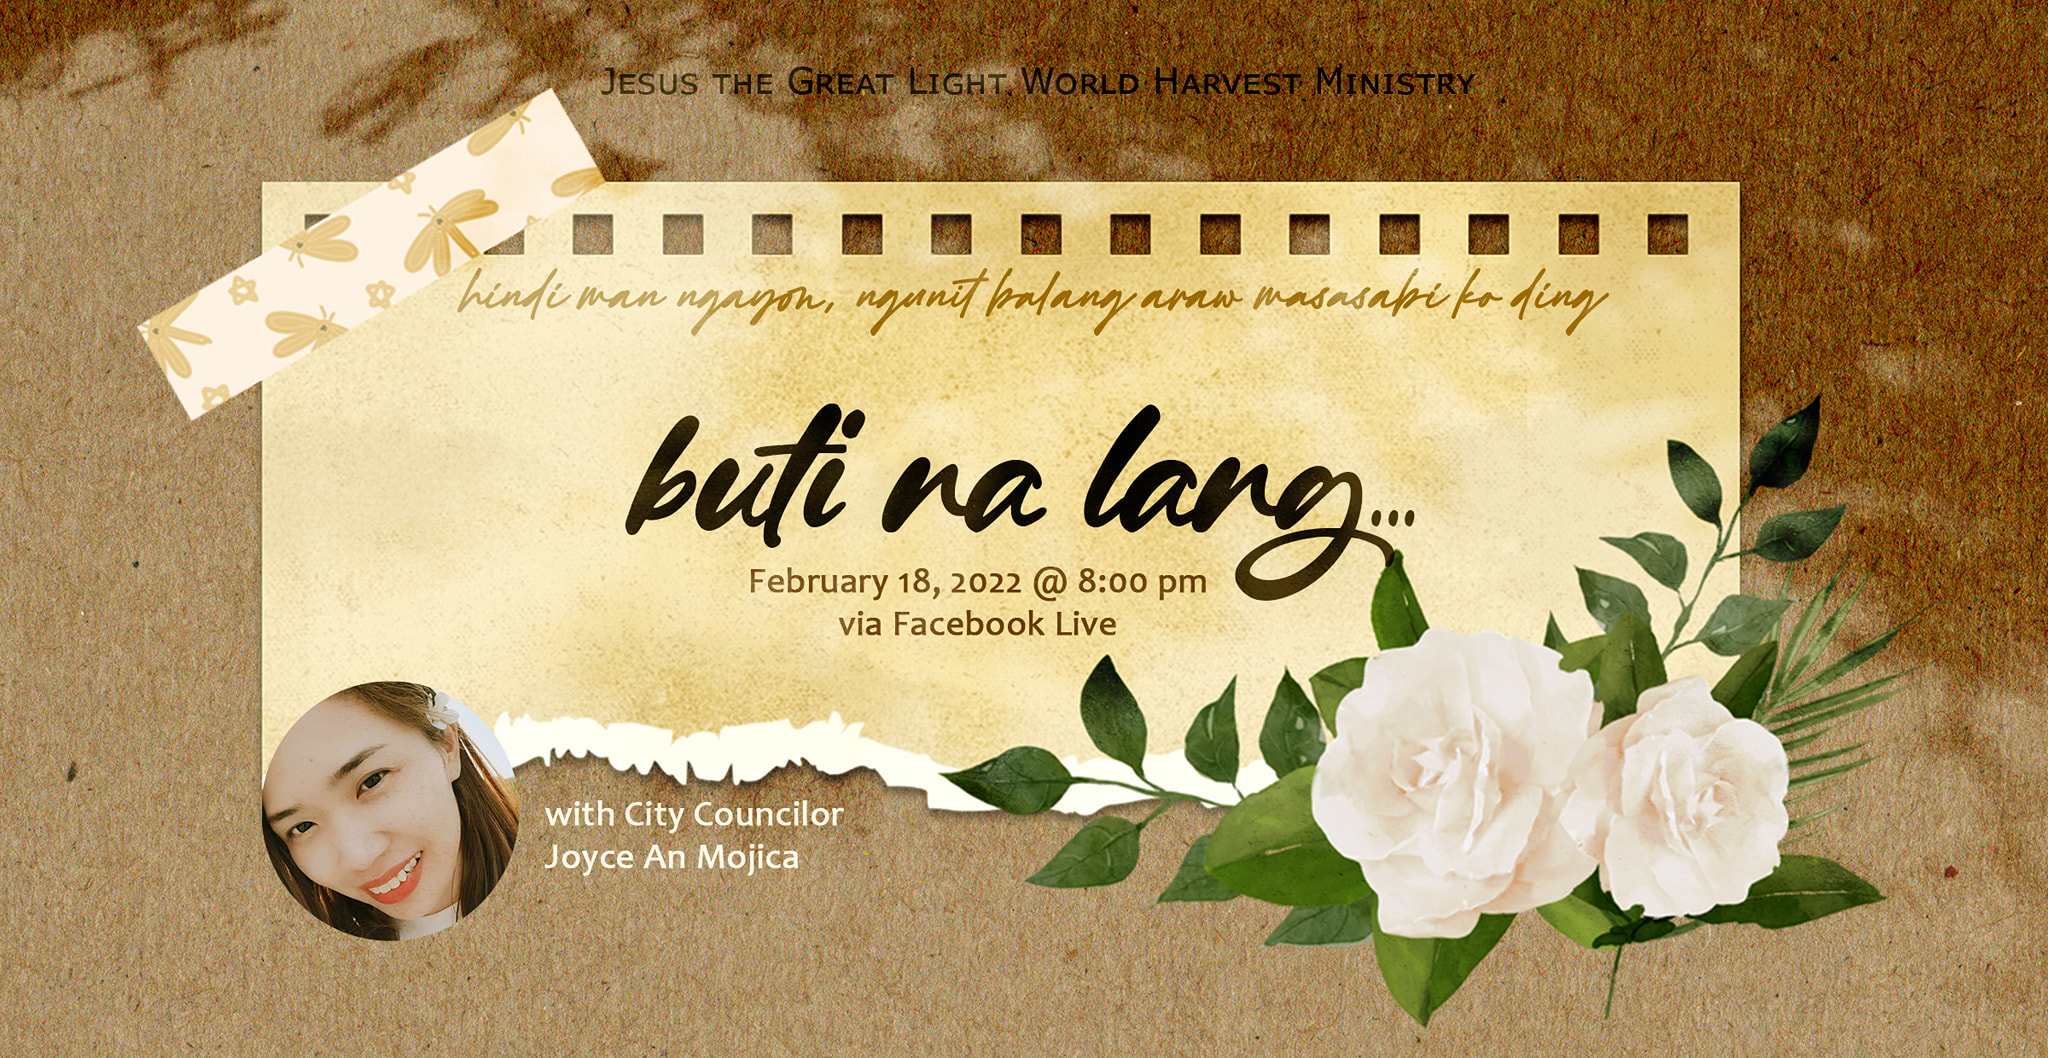 Jesus the Great Light World Harvest Ministry
hindi man ngayon, ngunit balang araw masasabi ko ding
buti na lang...
February 18, 2022 @ 8:00 pm
via Facebook Live
with City Councilor
Joyce An Mojica